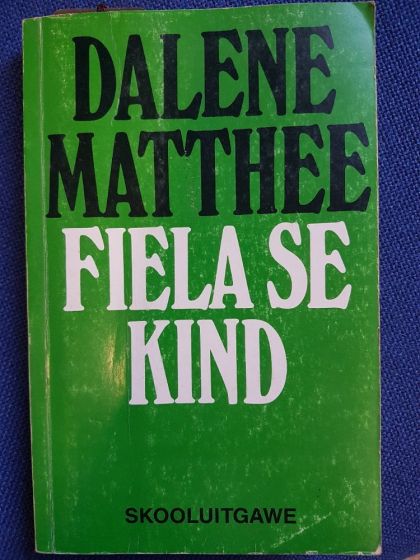 DALENE
MATTHEE
FIELA SE
KIND
SKOOLUITGAWE